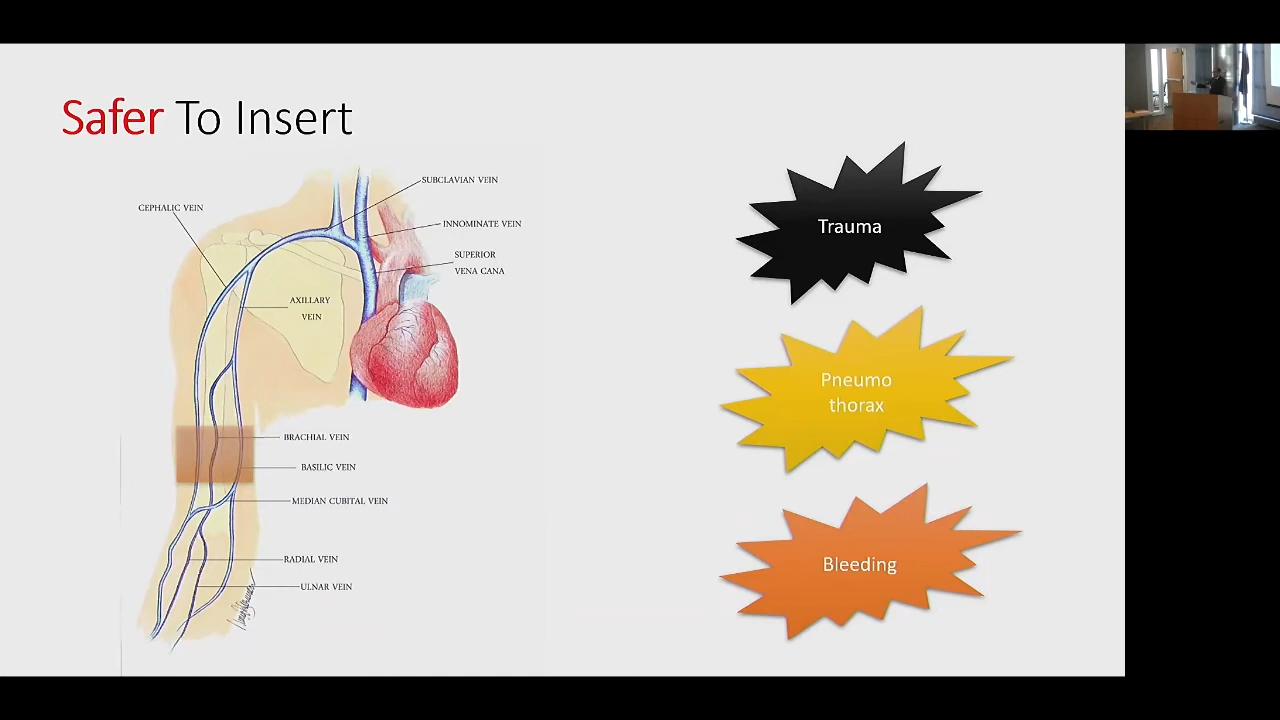 Safer To Insert
SUBCLAVIAN VEIN
CEPHALIC VEIN
INNOMINATE VEIN
SUPERIOR
VENA CANA
AXILLARY
VEIN
BRACHIAL VEIN
BASILIC VEIN
MEDIAN CUBITAL VEIN
RADIAL VEIN
ULNAR VEIN
Trauma
Pneumo
thorax
Bleeding